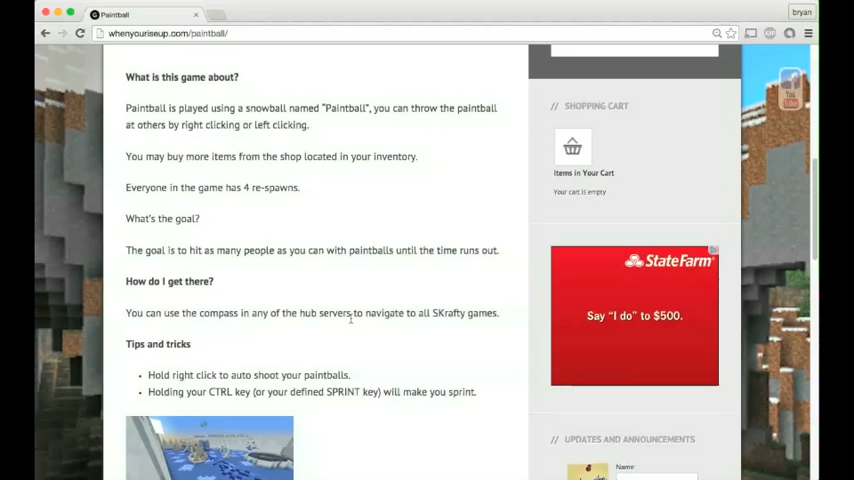 Paintball
bryan
whenyouriseup.com/paintball/
You
Tube
What is this game about?
Paintball is played using a snowball named "Paintball", you can throw the paintball
at others by right clicking or left clicking.
You may buy more items from the shop located in your inventory.
Everyone in the game has 4 re-spawns.
What's the goal?
The goal is to hit as many people as you can with paintballs until the time runs out.
How do I get there?
You can use the compass in any of the hub servers to navigate to all SKrafty games.
Tips and tricks
• Hold right click to auto shoot your paintballs.
• Holding your CTRL key (or your defined SPRINT key) will make you sprint.
// SHOPPING CART
Items in Your Cart
Your cart is empty
StateFarm
Say "I do" to $500.
// UPDATES AND ANNOUNCEMENTS
Name: